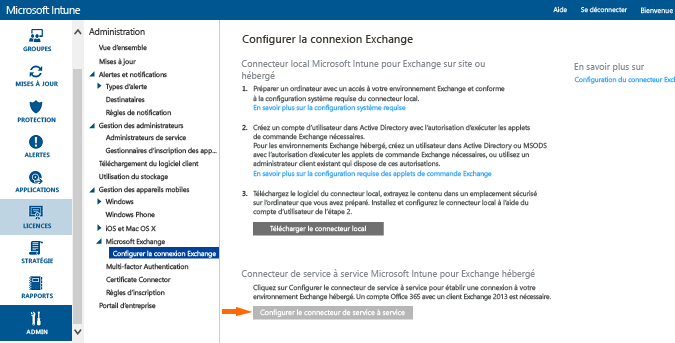 Microsoft Intune
Aide
Se déconnecter
Bienvenue
GROUPES
MISES À JOUR
PROTECTION
ALERTES
APPLICATIONS
LICENCES
STRATÉGIE
RAPPORTS
ADMIN
Administration
Vue d'ensemble
Mises à jour
Alertes et notifications
Types d'alerte
Destinataires
Règles de notification
Gestion des administrateurs
Administrateurs de service
Gestionnaires d'inscription des app...
Téléchargement du logiciel client
Utilisation du stockage
Gestion des appareils mobiles
Windows
Windows Phone
iOS et Mac OS X
Microsoft Exchange
Configurer la connexion Exchange
Multi-factor Authentication
Certificate Connector
Règles d'inscription
Portail d'entreprise
Configurer la connexion Exchange
Connecteur local Microsoft Intune pour Exchange sur site ou
hébergé
1. Préparer un ordinateur avec un accès à votre environnement Exchange et conforme
à la configuration système requise du connecteur local.
En savoir plus sur la configuration système requise
2. Créez un compte d'utilisateur dans Active Directory avec l'autorisation d'exécuter les applets
de commande Exchange nécessaires.
Pour les environnements Exchange hébergé, créez un utilisateur dans Active Directory ou MSODS
avec l'autorisation d'exécuter les applets de commande Exchange nécessaires, ou utilisez un
administrateur client existant qui dispose de ces autorisations.
En savoir plus sur la configuration requise des applets de commande Exchange
3. Téléchargez le logiciel du connecteur local, extrayez le contenu dans un emplacement sécurisé
sur l'ordinateur que vous avez préparé. Installez et configurez le connecteur local à l'aide du
compte d'utilisateur de l'étape 2.
Télécharger le connecteur local
Connecteur de service à service Microsoft Intune pour Exchange hébergé
Cliquez sur Configurer le connecteur de service à service pour établir une connexion à votre
environnement Exchange hébergé. Un compte Office 365 avec un client Exchange 2013 est nécessaire.
Configurer le connecteur de service à service
En savoir plus sur
Configuration du connecteur Exc